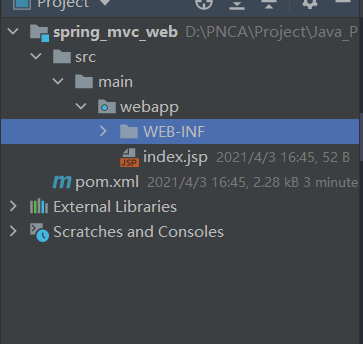 Project
spring_mvc_web D:\PNCA\Project\Java_P
src
main
webapp
WEB-INF
JSP index.jsp 2021/4/3 16:45, 52 B
pom.xml 2021/4/3 16:45, 2.28 kB 3 minute
External Libraries
Scratches and Consoles